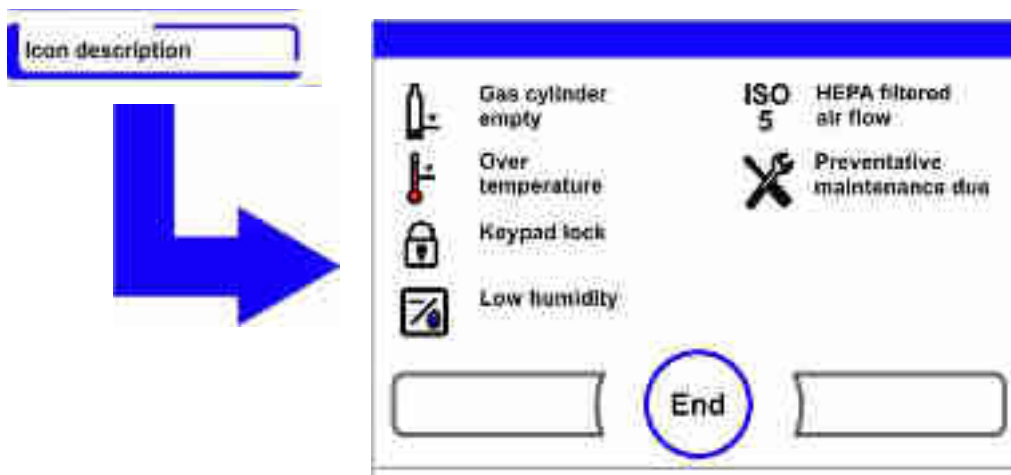 Icon description
Gas cylinder
empty
Over
temperature
Keypad lock
Low humidity
ISO
5
HEPA filtered
air flow
Preventative
maintenance due
End